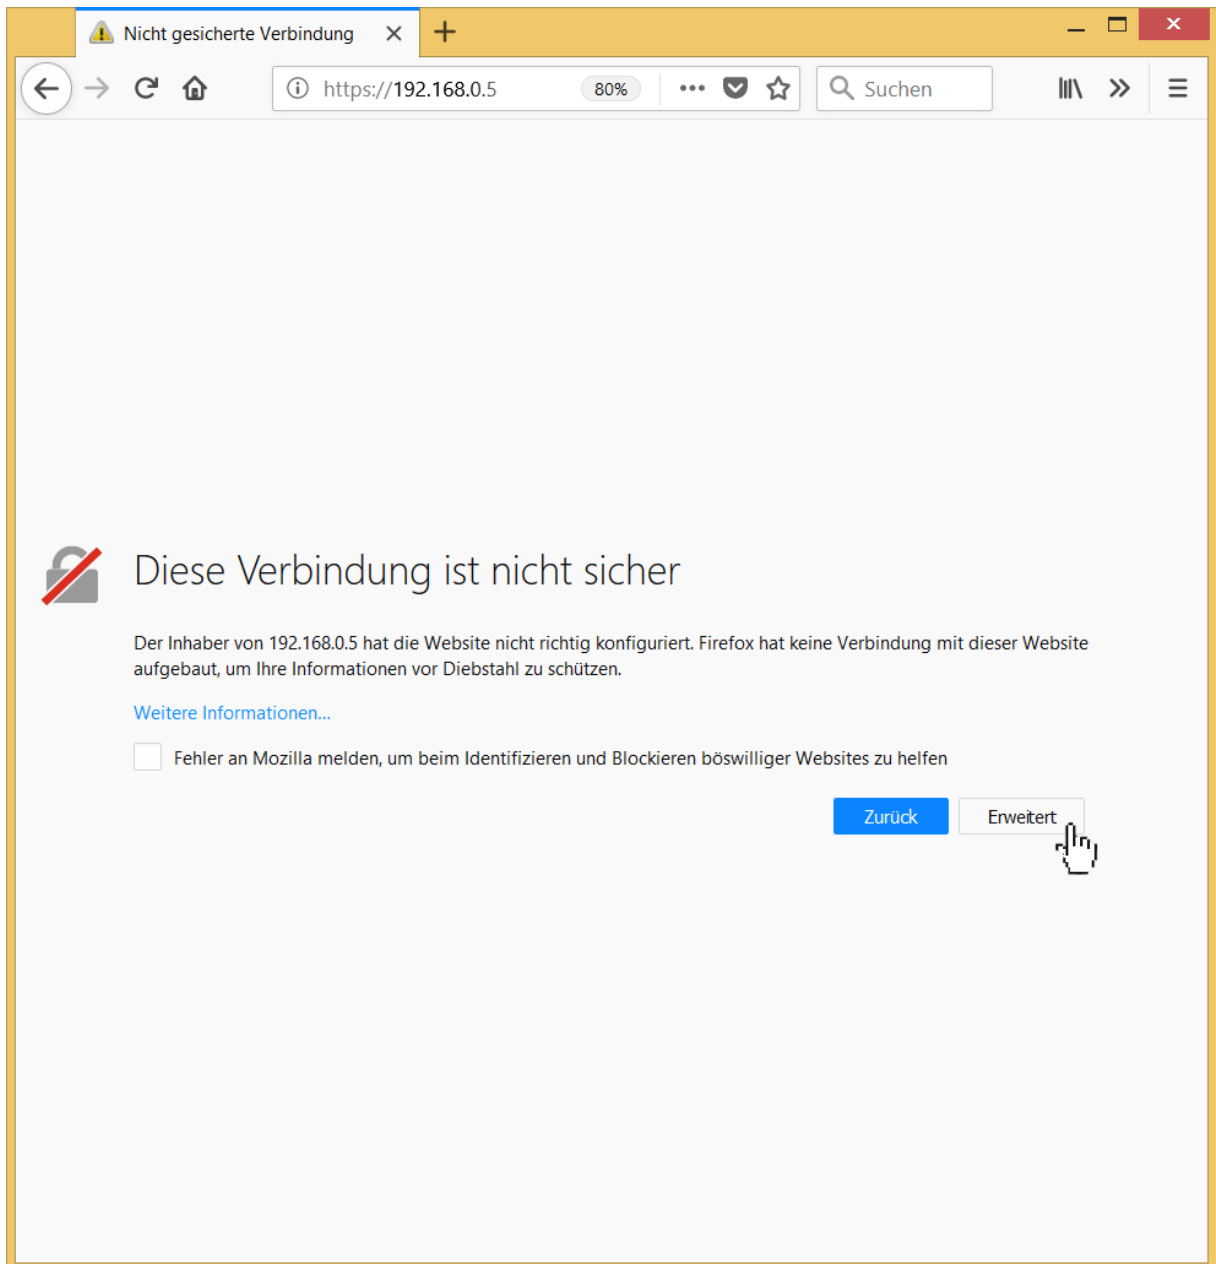 Nicht gesicherte Verbindung
https://192.168.0.5 80% Suchen
Diese Verbindung ist nicht sicher
Der Inhaber von 192.168.0.5 hat die Website nicht richtig konfiguriert. Firefox hat keine Verbindung mit dieser Website
aufgebaut, um Ihre Informationen vor Diebstahl zu schützen.
Weitere Informationen...
Fehler an Mozilla melden, um beim Identifizieren und Blockieren böswilliger Websites zu helfen
Zurück Erweitert